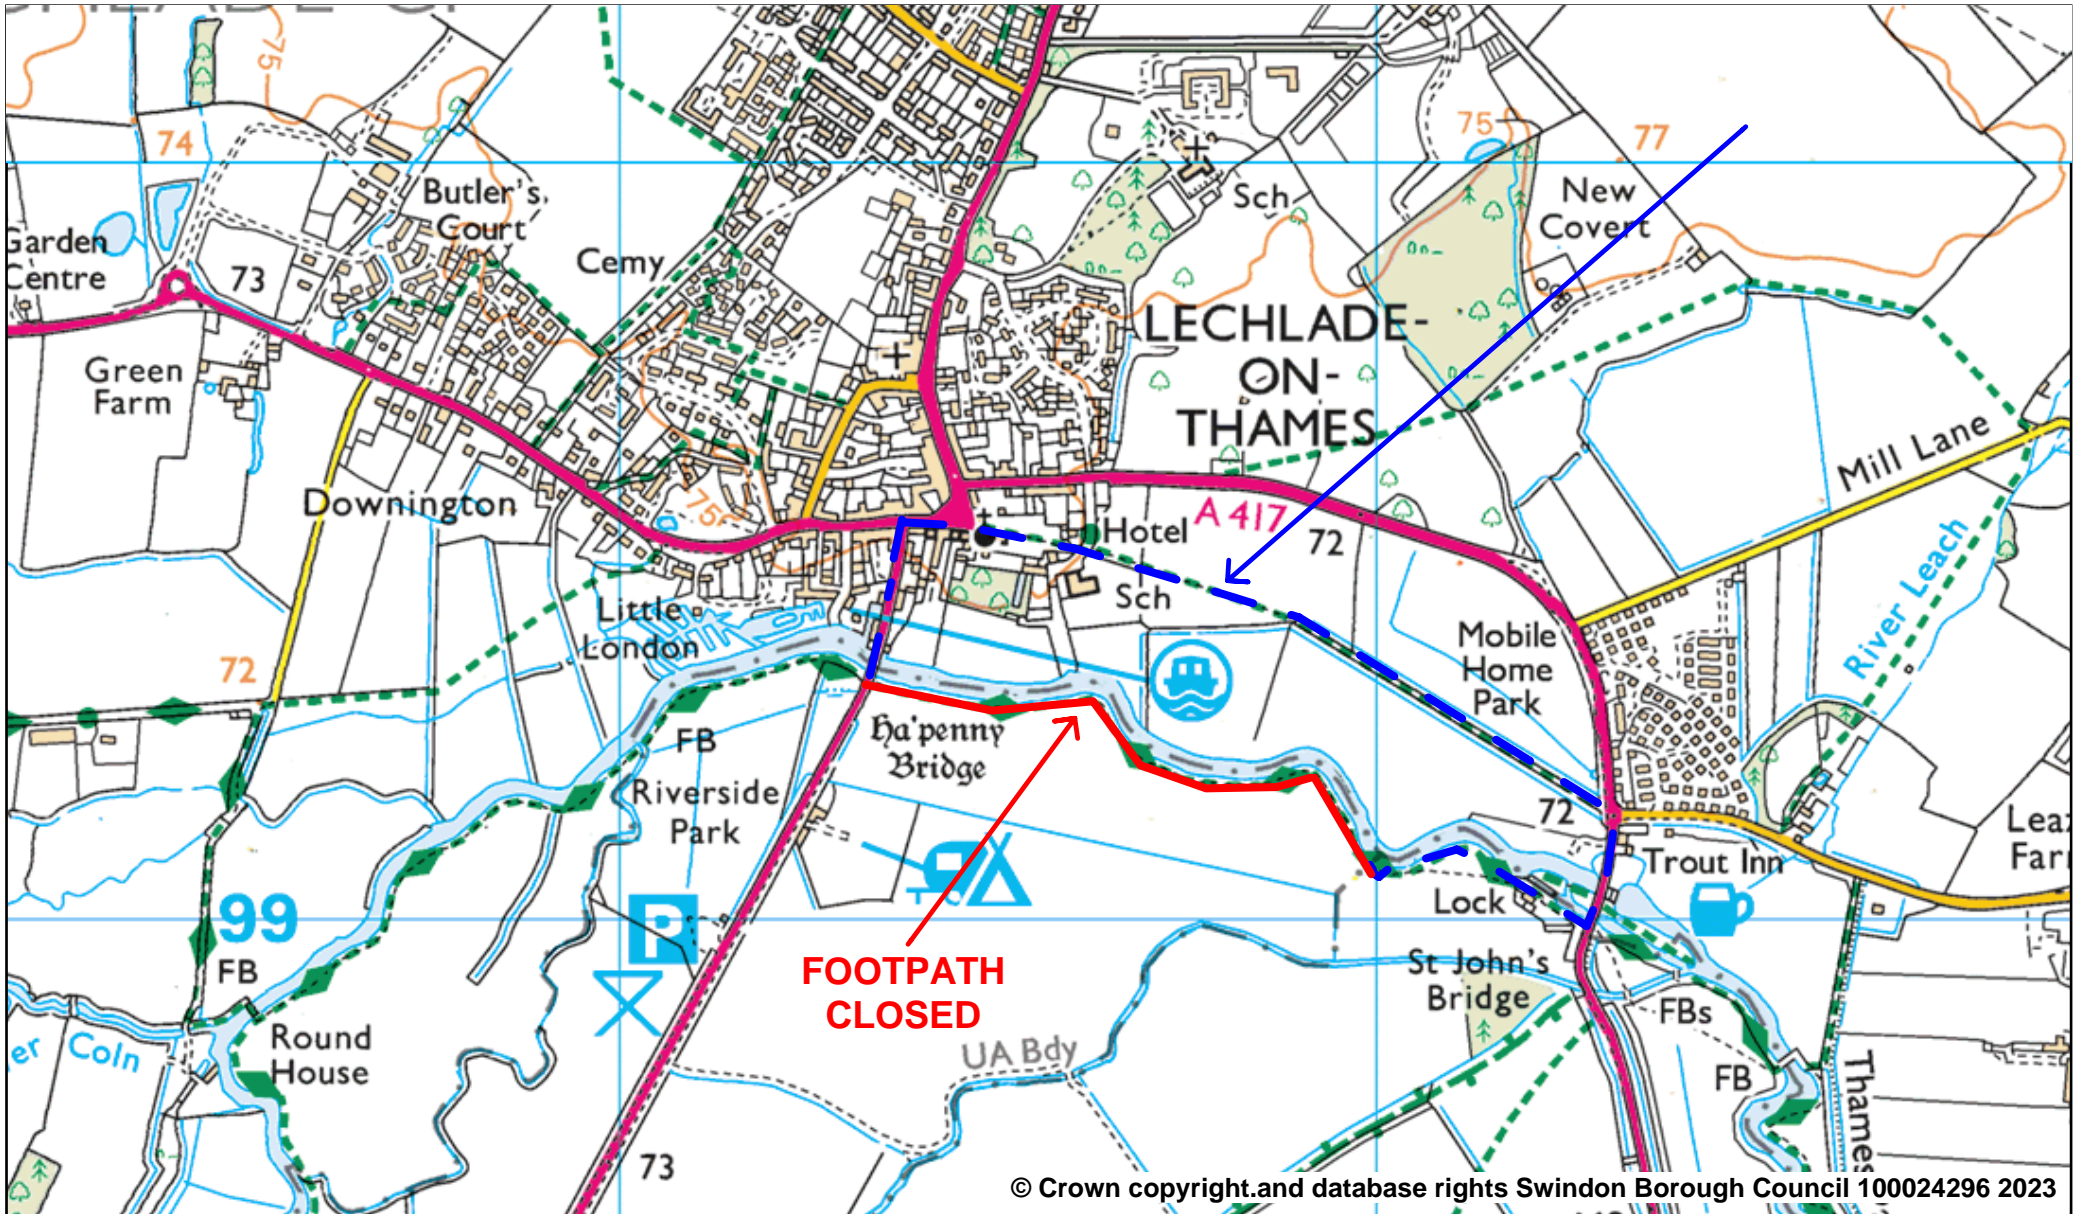 74
75
Butler's
Court
Garden
Centre
73
Cemy
Green
Farm
Downington
75
Sch
75
77
New
Covert
LECHLADE-
ON-
THAMES
Mill Lane
A 417
72
Hotel
Sch
River Leach
Little
London
72
FB
Riverside
Park
Ha'penny
Bridge
Mobile
Home
Park
72
Trout Inn
Lock
99
FB
P
FOOTPATH
CLOSED
St John's
Bridge
FBs
Round
House
Coln
UA Bdy
FB
Thames
73
© Crown copyright.and database rights Swindon Borough Council 100024296 2023